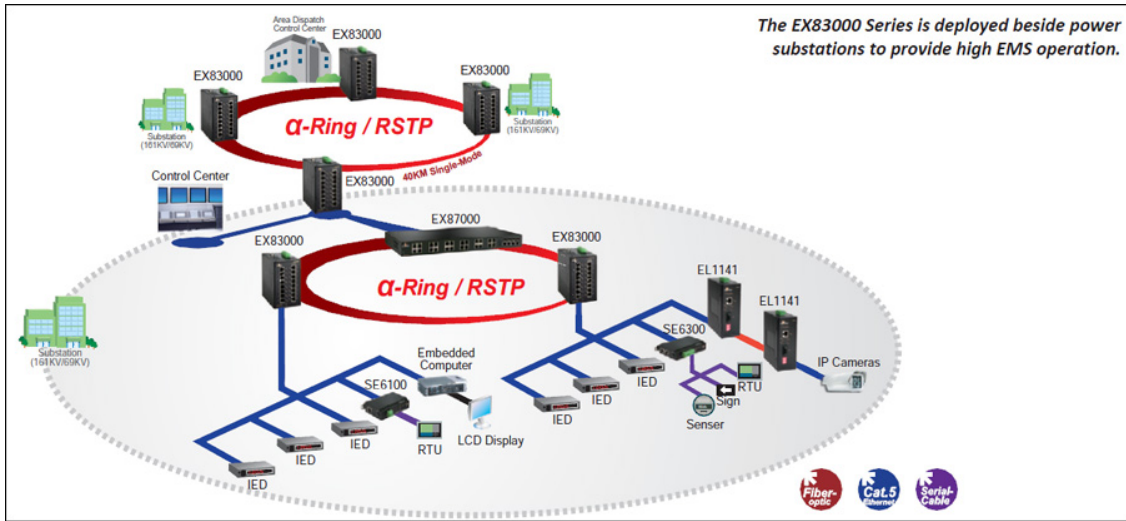 The EX83000 Series is deployed beside power
substations to provide high EMS operation.
Area Dispatch
Control Center
EX83000
EX83000
EX83000
α-Ring / RSTP
Substation
(161KV/69KV)
Substation
(161KV/69KV)
40KM Single-Mode
Control Center
EX83000
EX87000
EX83000
EX83000
α-Ring / RSTP
EL1141
EL1141
SE6300
Substation
(161KV/69KV)
Embedded
Computer
IED
RTU
IP Cameras
SE6100
IED
Sign
IED
Senser
IED
RTU
LCD Display
IED
IED
Fiber-
optic
Cat.5
Ethernet
Serial-
Cable